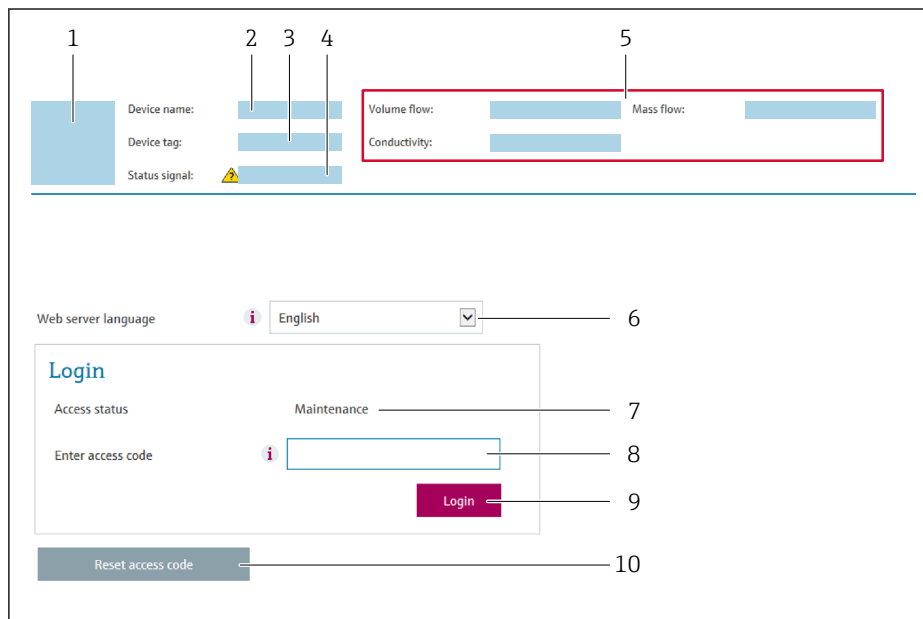 1 2 3 4 5
Device name: Volume flow: Mass flow:
Device tag: Conductivity:
Status signal: ?
Web server language i English 6
Login
Access status Maintenance 7
Enter access code i 8
Login 9
Reset access code 10